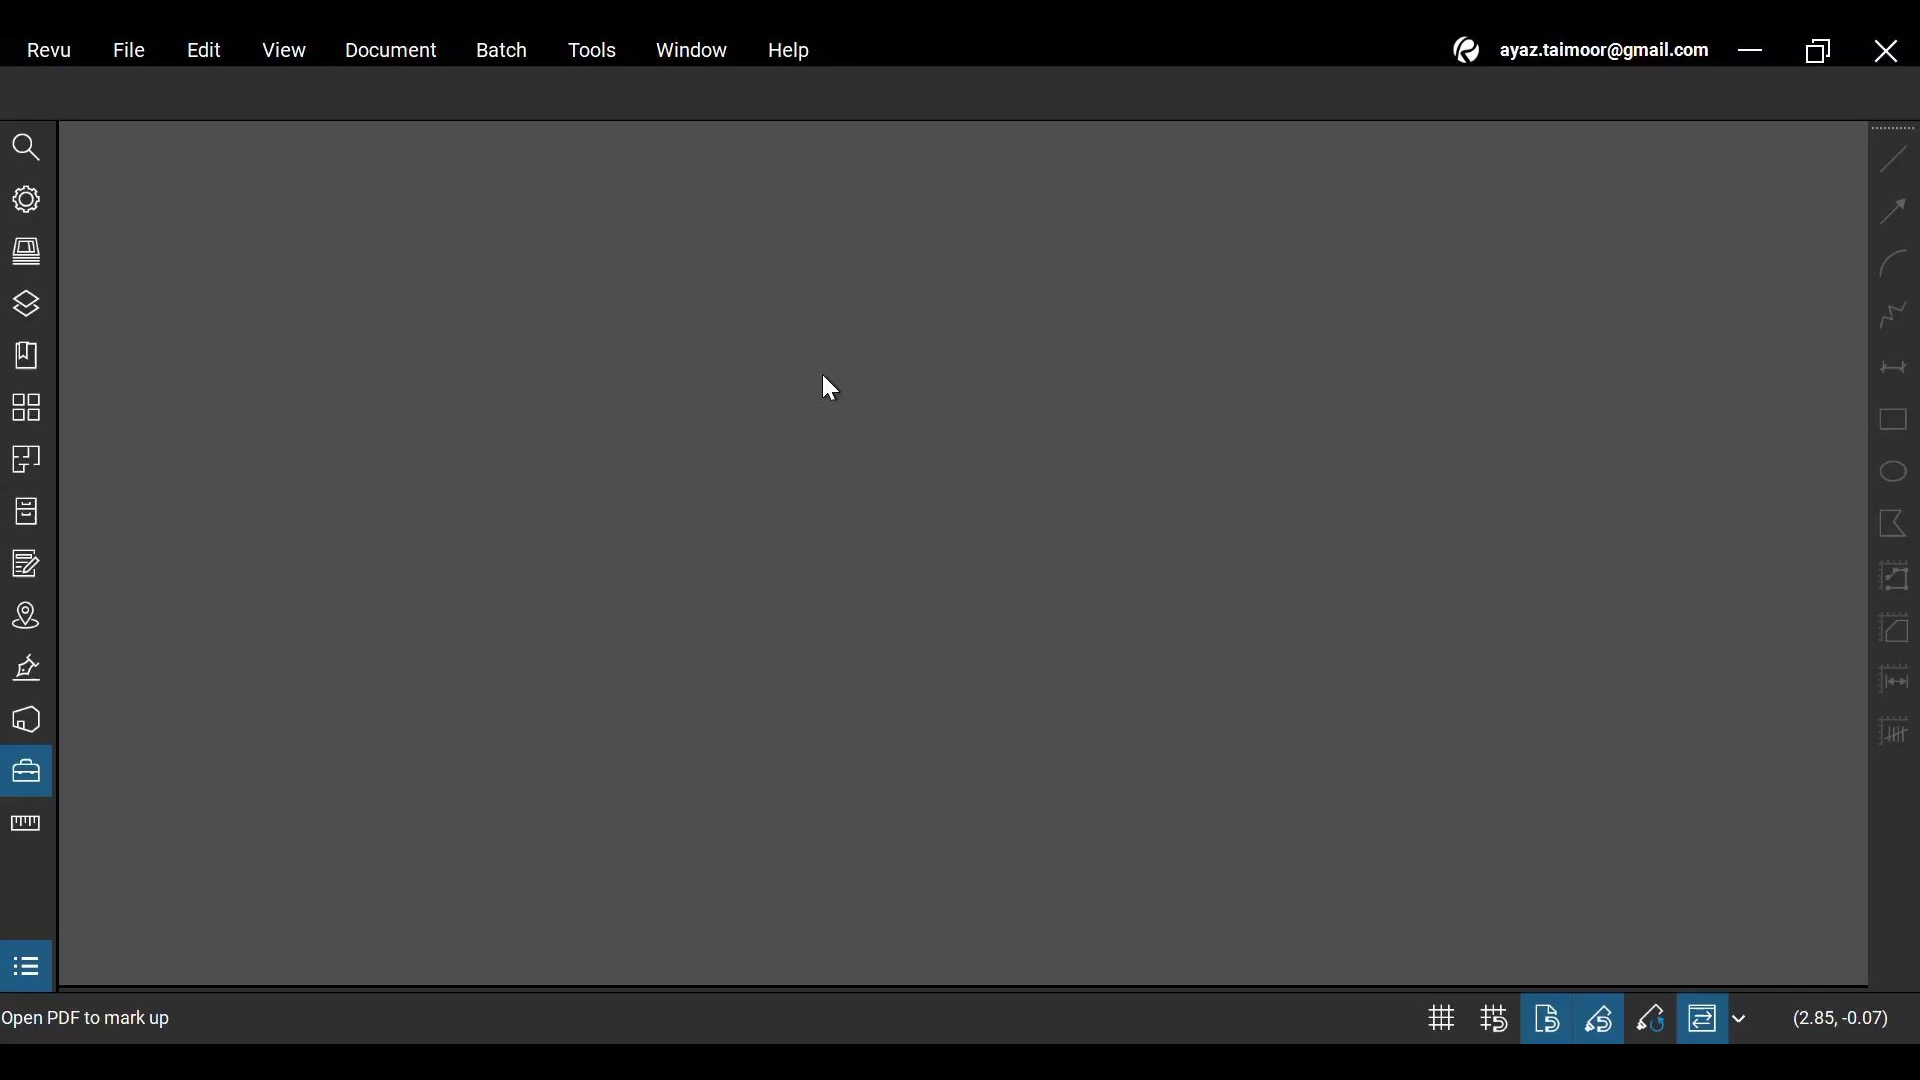 Revu File Edit View Document Batch Tools Window Help ayaz.taimoor@gmail.com
Open PDF to mark up (2.85, -0.07)